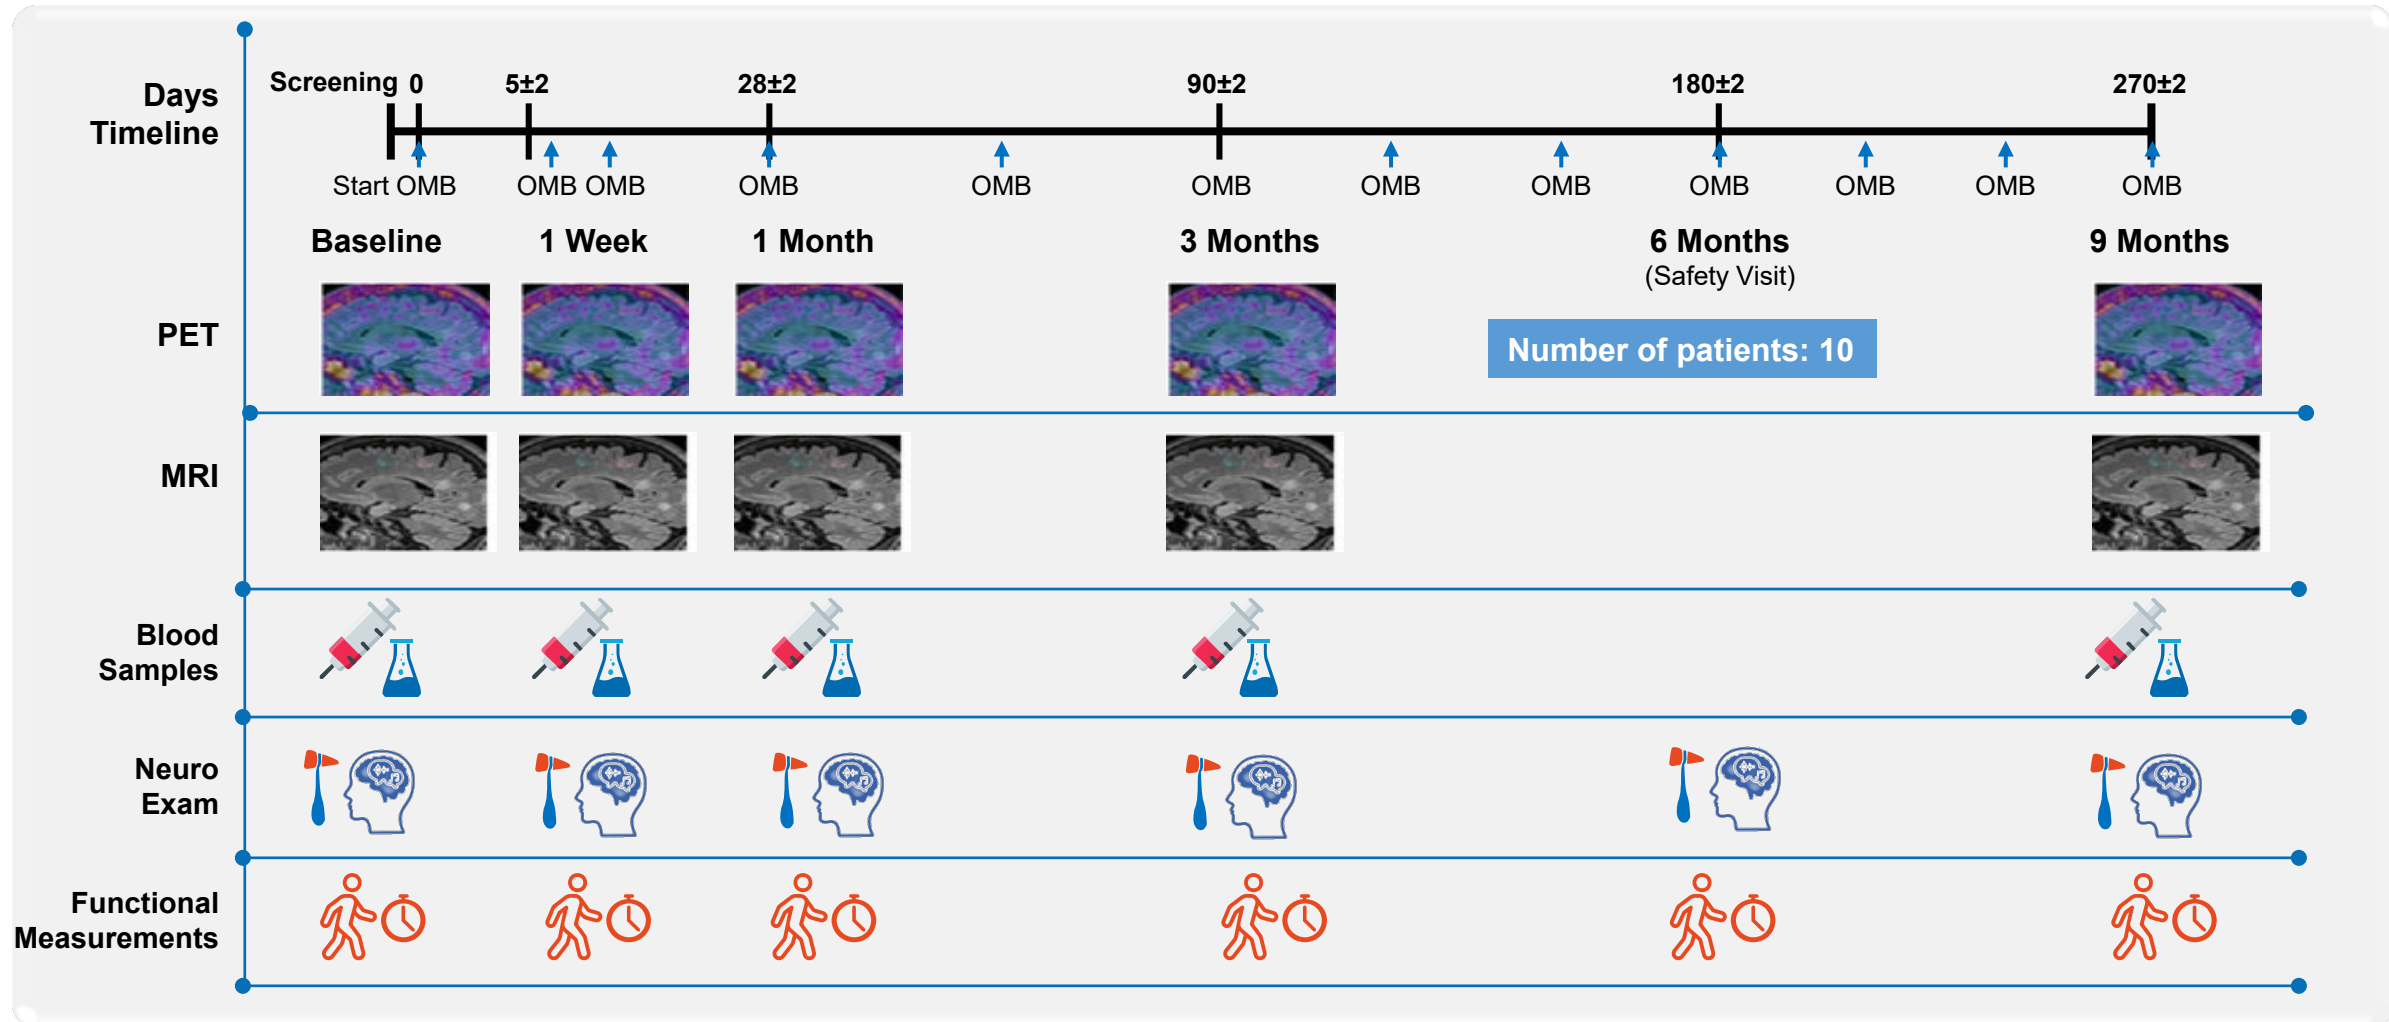 Days
Timeline
Screening 0 5±2 28±2 90±2 180±2 270±2
Start OMB OMB OMB OMB OMB OMB OMB OMB OMB OMB OMB OMB
Baseline 1 Week 1 Month 3 Months 6 Months 9 Months
(Safety Visit)
PET
Number of patients: 10
MRI
Blood
Samples
Neuro
Exam
Functional
Measurements